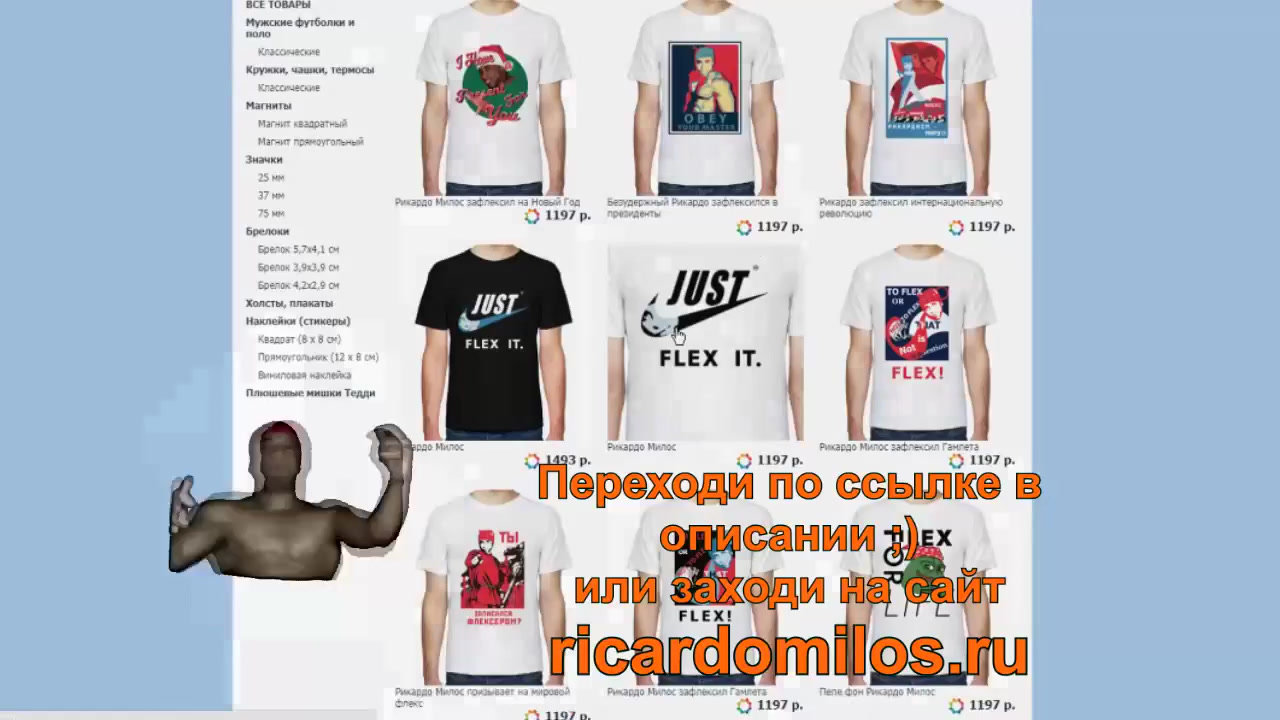 ВСЕ ТОВАРЫ
Мужские футболки и
поло
Классические
Кружки, чашки, термосы
Классические
Магниты
Магнит квадратный
Магнит прямоугольный
Значки
25 мм
37 мм
75 мм
Брелоки
Брелок 5,7x4,1 см
Брелок 3,9x3,9 см
Брелок 4,2x2,9 см
Холсты, плакаты
Наклейки (стикеры)
Квадрат (8 x 8 см)
Прямоугольник (12 x 8 см)
Виниловая наклейка
Плюшевые мишки Тедди
I Have
Present For
You
Рикардо Милос зафлексил на Новый Год
1197 р.
OBEY
YOUR MASTER
Безудержный Рикардо зафлексился в
президенты
1197 р.
Рикардо зафлексил интернациональную
революцию
1197 р.
JUST
FLEX IT.
рдо Милос
1493 р.
JUST
FLEX IT.
Рикардо Милос
1197 р.
TO FLEX
OR
Not is
FLEX!
Рикардо Милос зафлексил Гамлета
1197 р.
ТЫ
ЗАПИСАЛСЯ
ФЛЕКСЕРОМ?
Рикардо Милос призывает на мировой
флекс
1197 р.
FLEX!
Рикардо Милос зафлексил Гамлета
1197 р.
FLEX
FOR
LIFE
Пепе фон Рикардо Милос
1197 р.
Переходи по ссылке в
описании ;)
или заходи на сайт
ricardomilos.ru